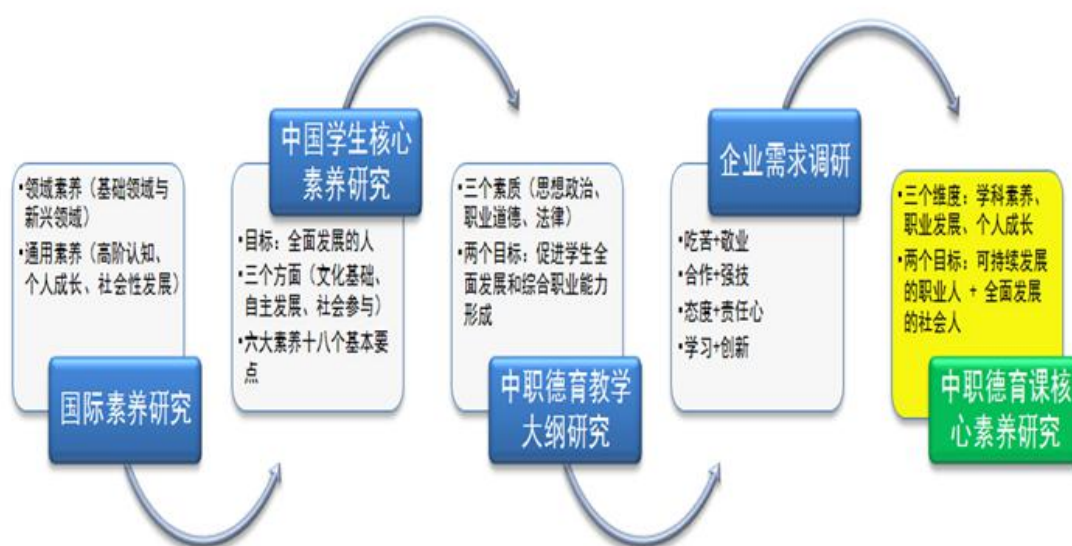 •领域素养（基础领域与
新兴领域）
•通用素养（高阶认知、
个人成长、社会性发展）
国际素养研究
中国学生核心
素养研究
•目标：全面发展的人
•三个方面（文化基础、
自主发展、社会参与）
•六大素养十八个基本要
点
•三个素质（思想政治、
职业道德、法律）
•两个目标：促进学生全
面发展和综合职业能力
形成
中职德育教学
大纲研究
企业需求调研
•吃苦+敬业
•合作+强技
•态度+责任心
•学习+创新
•三个维度：学科素养、
职业发展、个人成长
•两个目标：可持续发展
的职业人 + 全面发展
的社会人
中职德育课核
心素养研究